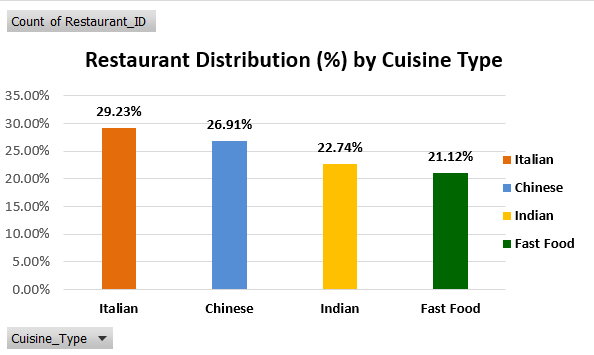 Count of Restaurant_ID
Restaurant Distribution (%) by Cuisine Type
35.00%
30.00%
25.00%
20.00%
15.00%
10.00%
5.00%
0.00%
29.23%
26.91%
22.74%
21.12%
Italian
Chinese
Indian
Fast Food
Italian
Chinese
Indian
Fast Food
Cuisine_Type